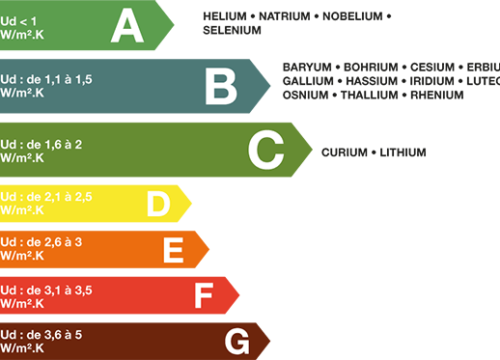 Ud < 1
W/m².K
A
HELIUM • NATRIUM • NOBELIUM •
SELENIUM
Ud : de 1,1 à 1,5
W/m².K
B
BARYUM • BOHRIUM • CESIUM •
GALLIUM • HASSIUM • IRIDIUM •
OSNIUM • THALLIUM • RHENIUM
Ud : de 1,6 à 2
W/m².K
C
CURIUM • LITHIUM
Ud : de 2,1 à 2,5
W/m².K
D
Ud : de 2,6 à 3
W/m².K
E
Ud : de 3,1 à 3,5
W/m².K
F
Ud : de 3,6 à 5
W/m².K
G